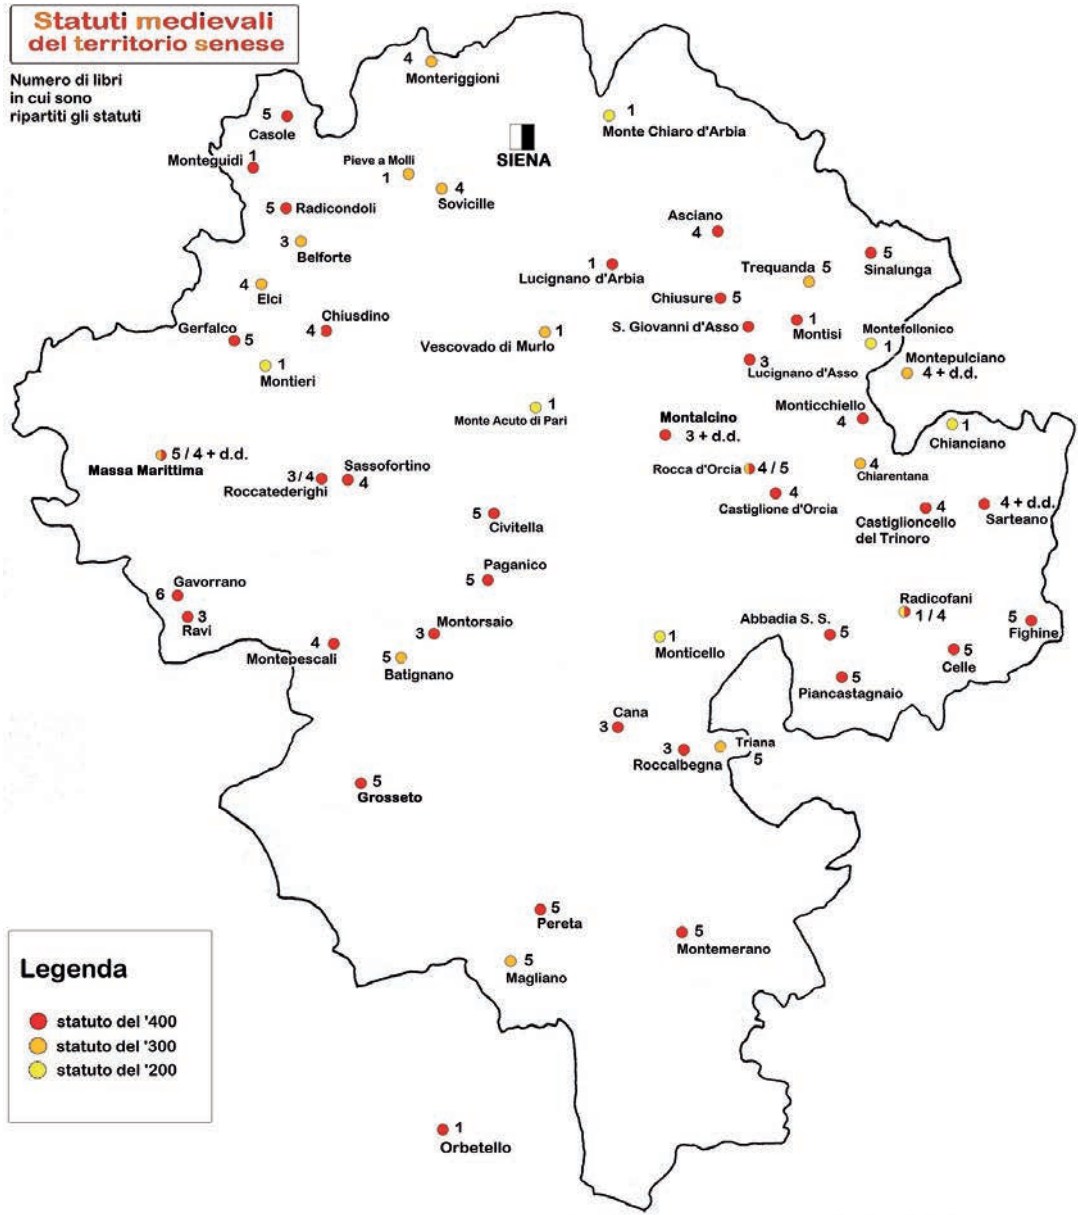 Statuti medievali
del territorio senese
Numero di libri
in cui sono
ripartiti gli statuti
4
Monteriggioni
5
Casole
1
Monte Chiaro d'Arbia
SIENA
Monteguidi 1
Pieve a Molli
1
4
Sovicille
5 Radicondoli
Asciano
4
3
Belforte
5
Sinalunga
1
Lucignano d'Arbia
Trequanda 5
4
Elci
Chiusure 5
Chiusdino
4
Gerfalco
5
S. Giovanni d'Asso
1
Montisi
Montefollonico
1
1
Vescovado di Murlo
3
Lucignano d'Asso
Montepulciano
4 + d.d.
1
Montieri
1
Monte Acuto di Pari
Monticchiello
4
Montalcino
3 + d.d.
1
Chianciano
5 / 4 + d.d.
Massa Marittima
Sassofortino
4
3 / 4
Roccatederighi
Rocca d'Orcia 4 / 5
4
Chiarentana
4
Castiglione d'Orcia
4
Castiglioncello
del Trinoro
4 + d.d.
Sarteano
5
Civitella
Paganico
5
Gavorrano
6
3
Ravi
Radicofani
1 / 4
Abbadia S. S.
5
5
Fighine
Montorsaio
3
4
Montepescali
1
Monticello
5
Batignano
5
Celle
5
Piancastagnaio
Cana
3
3
Roccalbegna
Triana
5
5
Grosseto
5
Pereta
5
Montemerano
5
Magliano
Legenda
statuto del '400
statuto del '300
statuto del '200
1
Orbetello